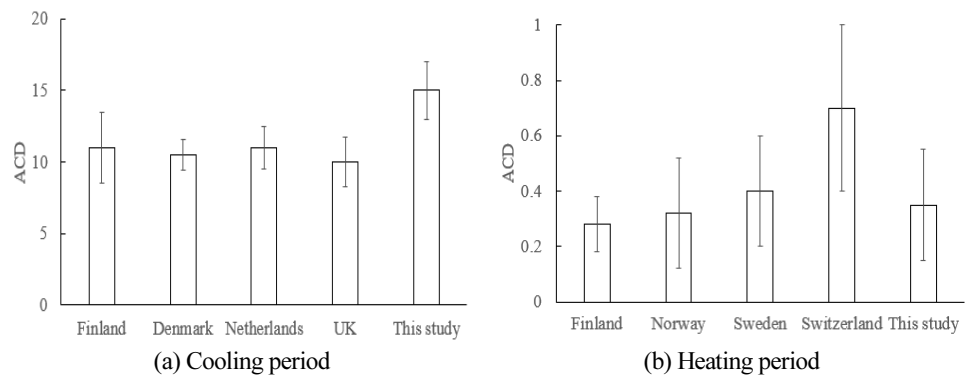 20
15
10
5
0
ACD
Finland Denmark Netherlands UK This study
(a) Cooling period
1
0.8
0.6
0.4
0.2
0
ACD
Finland Norway Sweden Switzerland This study
(b) Heating period